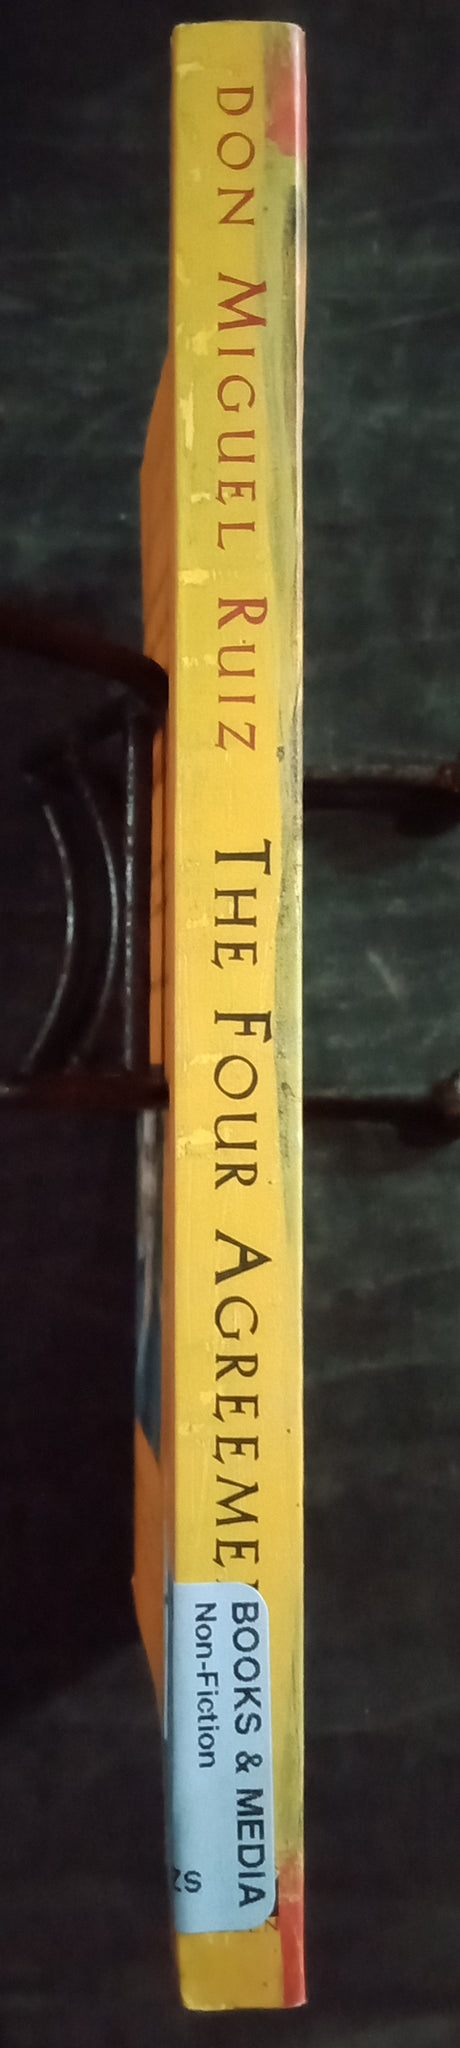 DON MIGUEL RUIZ THE FOUR AGREEME
BOOKS & MEDIA
Non-Fiction